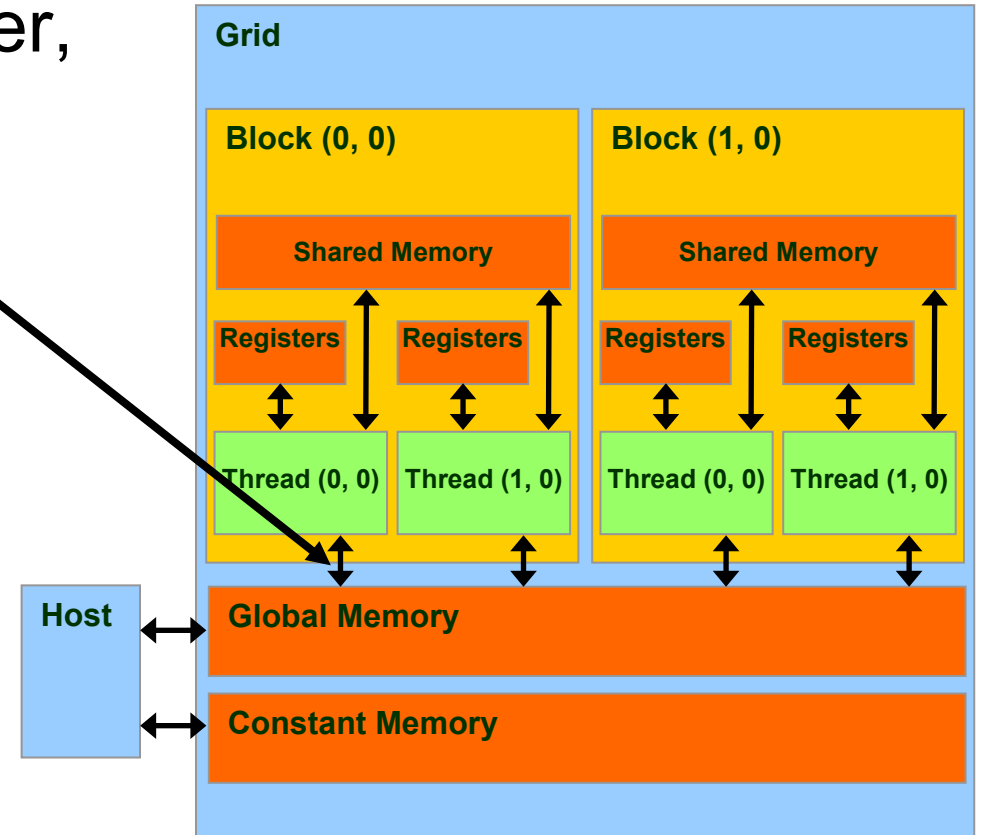 er,
Grid
Block (0, 0)
Block (1, 0)
Shared Memory
Shared Memory
Registers
Registers
Registers
Registers
Thread (0, 0)
Thread (1, 0)
Thread (0, 0)
Thread (1, 0)
Host
Global Memory
Constant Memory